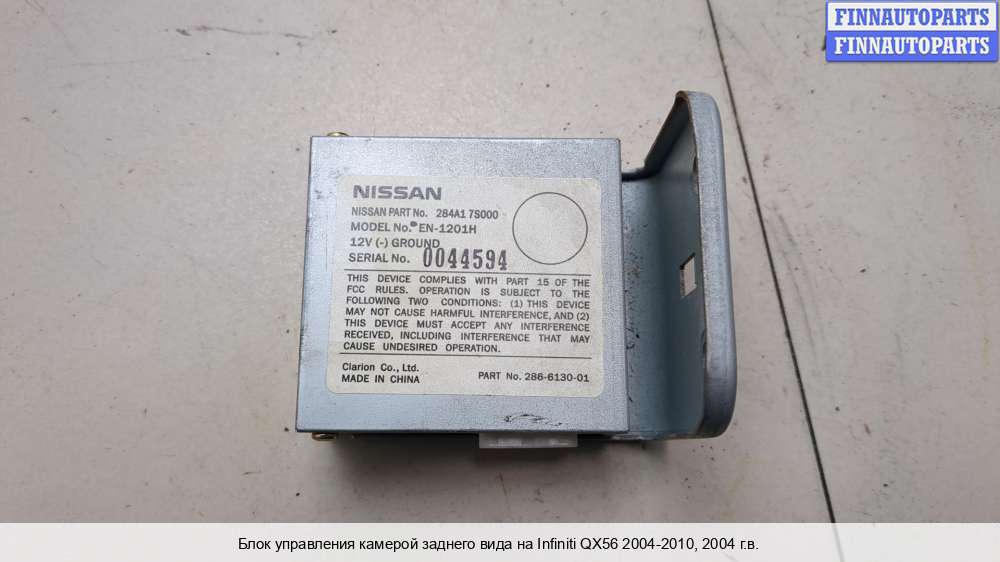 FINNAUTOPARTS
FINNAUTOPARTS
NISSAN
NISSAN PART No. 284A1 7S000
MODEL No. EN-1201H
12V (-) GROUND
SERIAL No. 0044594
THIS DEVICE COMPLIES WITH PART 15 OF THE
FCC RULES. OPERATION IS SUBJECT TO THE
FOLLOWING TWO CONDITIONS: (1) THIS DEVICE
MAY NOT CAUSE HARMFUL INTERFERENCE, AND (2)
THIS DEVICE MUST ACCEPT ANY INTERFERENCE
RECEIVED, INCLUDING INTERFERENCE THAT MAY
CAUSE UNDESIRED OPERATION.
Clarion Co., Ltd.
MADE IN CHINA
PART No. 286-6130-01
Блок управления камерой заднего вида на Infiniti QX56 2004-2010, 2004 г.в.